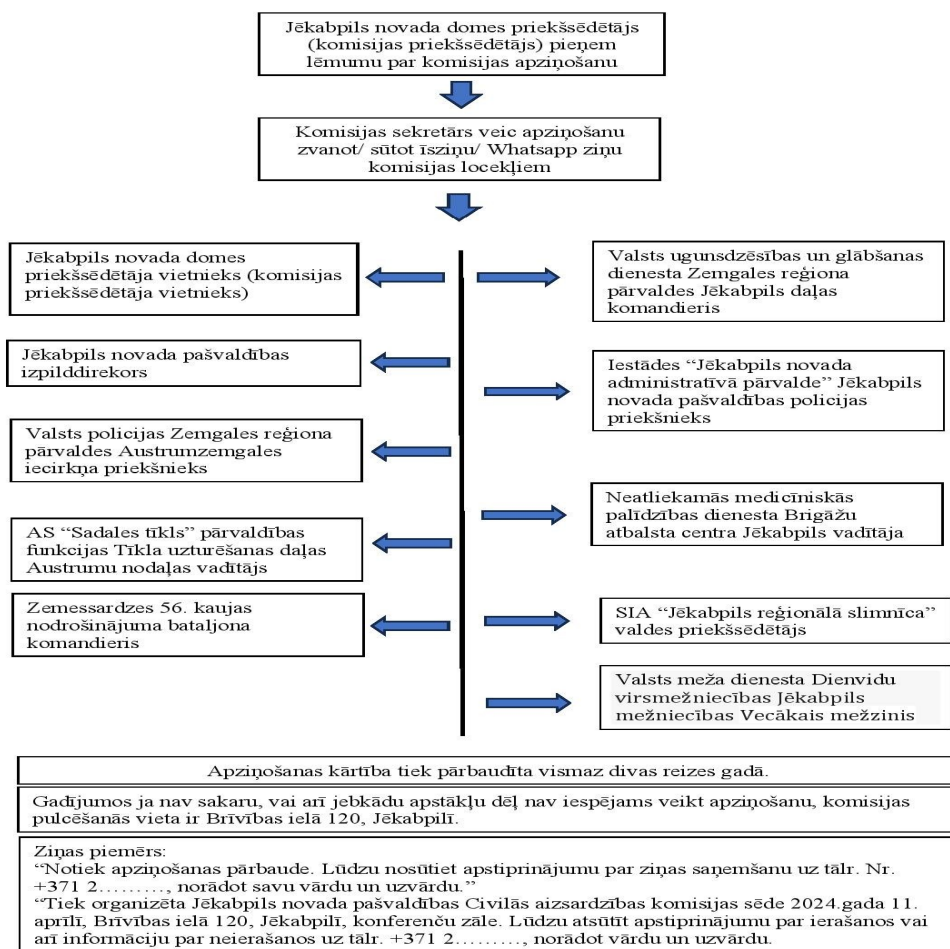 Jēkabpils novada domes priekšsēdētājs
(komisijas priekšsēdētājs) pieņem
lēmumu par komisijas apziņošanu
Komisijas sekretārs veic apziņošanu
zvanot/ sūtot īsziņu/ Whatsapp ziņu
komisijas locekļiem
Jēkabpils novada domes
priekšsēdētāja vietnieks (komisijas
priekšsēdētāja vietnieks)
Valsts ugunsdzēsības un glābšanas
dienesta Zemgales reģiona
pārvaldes Jēkabpils daļas
komandieris
Jēkabpils novada pašvaldības
izpilddirekors
Iestādes “Jēkabpils novada
administratīvā pārvalde” Jēkabpils
novada pašvaldības policijas
priekšnieks
Valsts policijas Zemgales reģiona
pārvaldes Austrumzemgales
iecirkņa priekšnieks
Neatliekamās medicīniskās
palīdzības dienesta Brigāžu
atbalsta centra Jēkabpils vadītāja
AS “Sadales tīkls” pārvaldības
funkcijas Tīkla uzturēšanas daļas
Austrumu nodaļas vadītājs
Zemessardzes 56. kaujas
nodrošinājuma bataljona
komandieris
SIA “Jēkabpils reģionālā slimnīca”
valdes priekšsēdētājs
Valsts meža dienesta Dienvidu
virsmežniecības Jēkabpils
mežniecības Vecākais mežzinis
Apziņošanas kārtība tiek pārbaudīta vismaz divas reizes gadā.
Gadījumos ja nav sakaru, vai arī jebkādu apstākļu dēļ nav iespējams veikt apziņošanu, komisijas
pulcēšanās vieta ir Brīvības ielā 120, Jēkabpilī.
Ziņas piemērs:
“Notiek apziņošanas pārbaude. Lūdzu nosūtiet apstiprinājumu par ziņas saņemšanu uz tālr. Nr.
+371 2........., norādot savu vārdu un uzvārdu.”
“Tiek organizēta Jēkabpils novada pašvaldības Civilās aizsardzības komisijas sēde 2024.gada 11.
aprīlī, Brīvības ielā 120, Jēkabpilī, konferenču zāle. Lūdzu atsūtīt apstiprinājumu par ierašanos vai
arī informāciju par neierašanos uz tālr. +371 2........., norādot vārdu un uzvārdu.